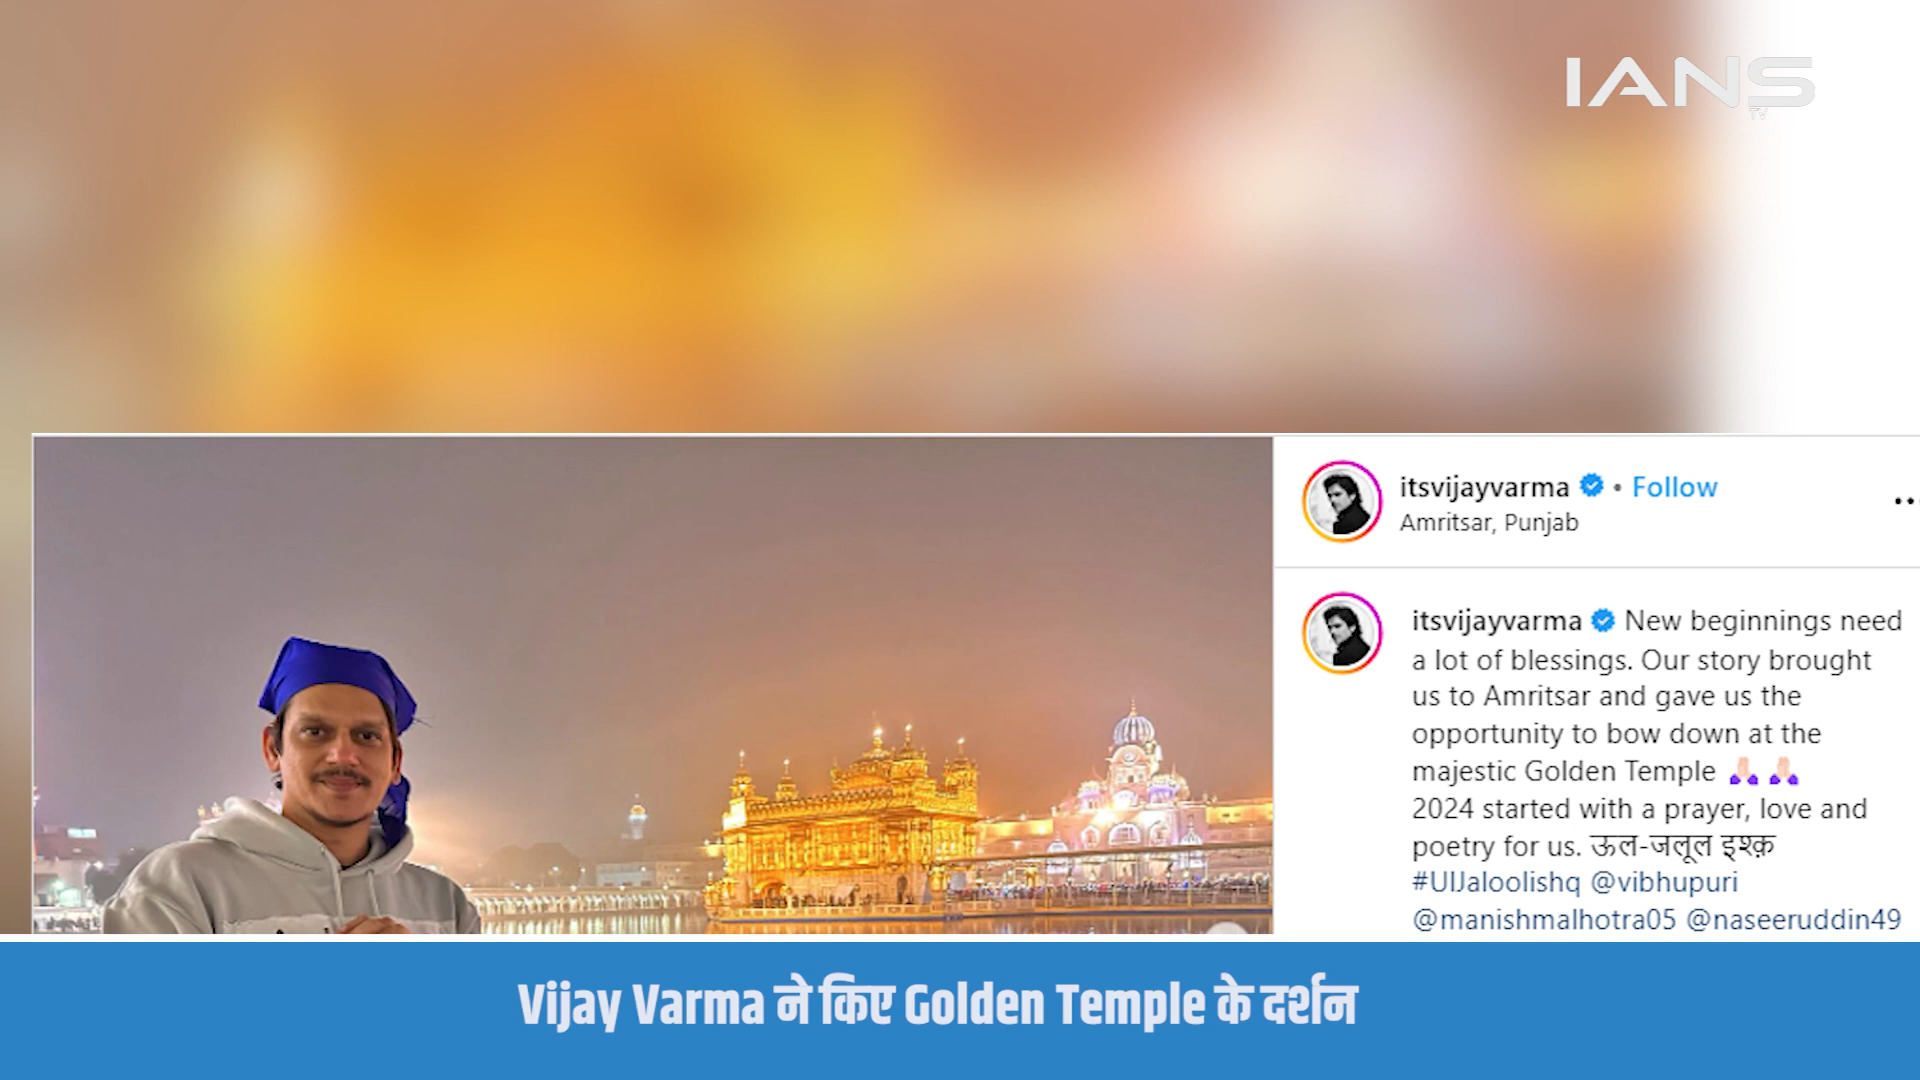 IANS
TV
itsvijayvarma • Follow
Amritsar, Punjab
itsvijayvarma New beginnings need
a lot of blessings. Our story brought
us to Amritsar and gave us the
opportunity to bow down at the
majestic Golden Temple 🙏🏻 🙏🏻
2024 started with a prayer, love and
poetry for us. ऊल-जलूल इश्क़
#UlJaloolishq @vibhupuri
@manishmalhotra05 @naseeruddin49
Vijay Varma ने किए Golden Temple के दर्शन